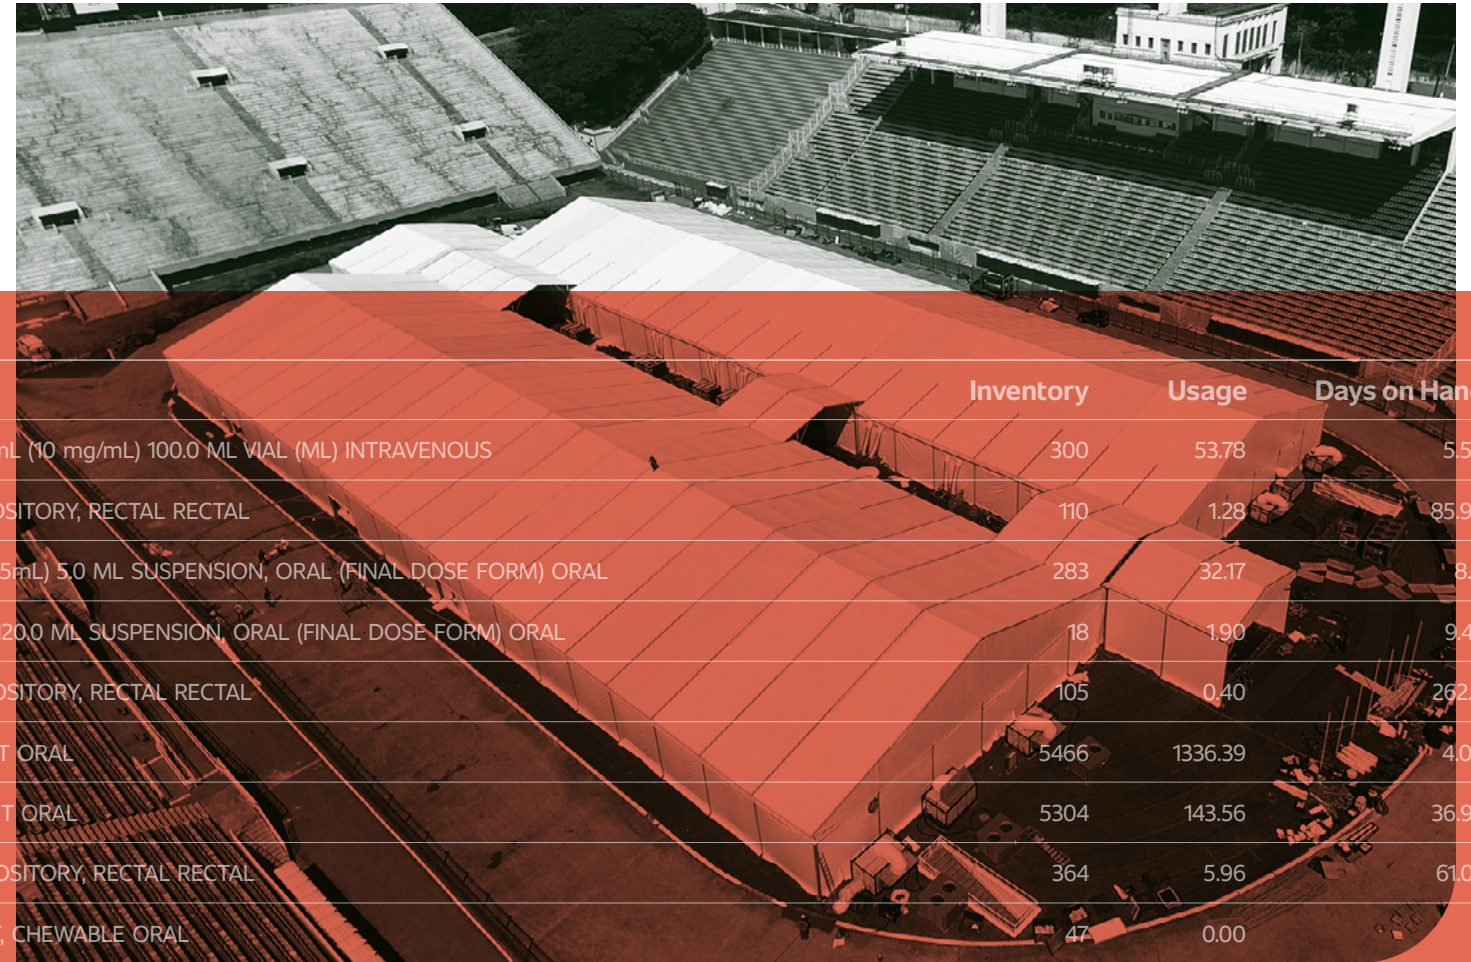 Inventory Usage Days on Han
mL (10 mg/mL) 100.0 ML VIAL (ML) INTRAVENOUS 300 53.78 5.5
OSITORY, RECTAL RECTAL 110 1.28 85.9
5mL) 5.0 ML SUSPENSION, ORAL (FINAL DOSE FORM) ORAL 283 32.17 8.
120.0 ML SUSPENSION, ORAL (FINAL DOSE FORM) ORAL 18 1.90 9.4
OSITORY, RECTAL RECTAL 105 0.40 262.
T ORAL 5466 1336.39 4.0
T ORAL 5304 143.56 36.9
OSITORY, RECTAL RECTAL 364 5.96 61.0
, CHEWABLE ORAL 47 0.00